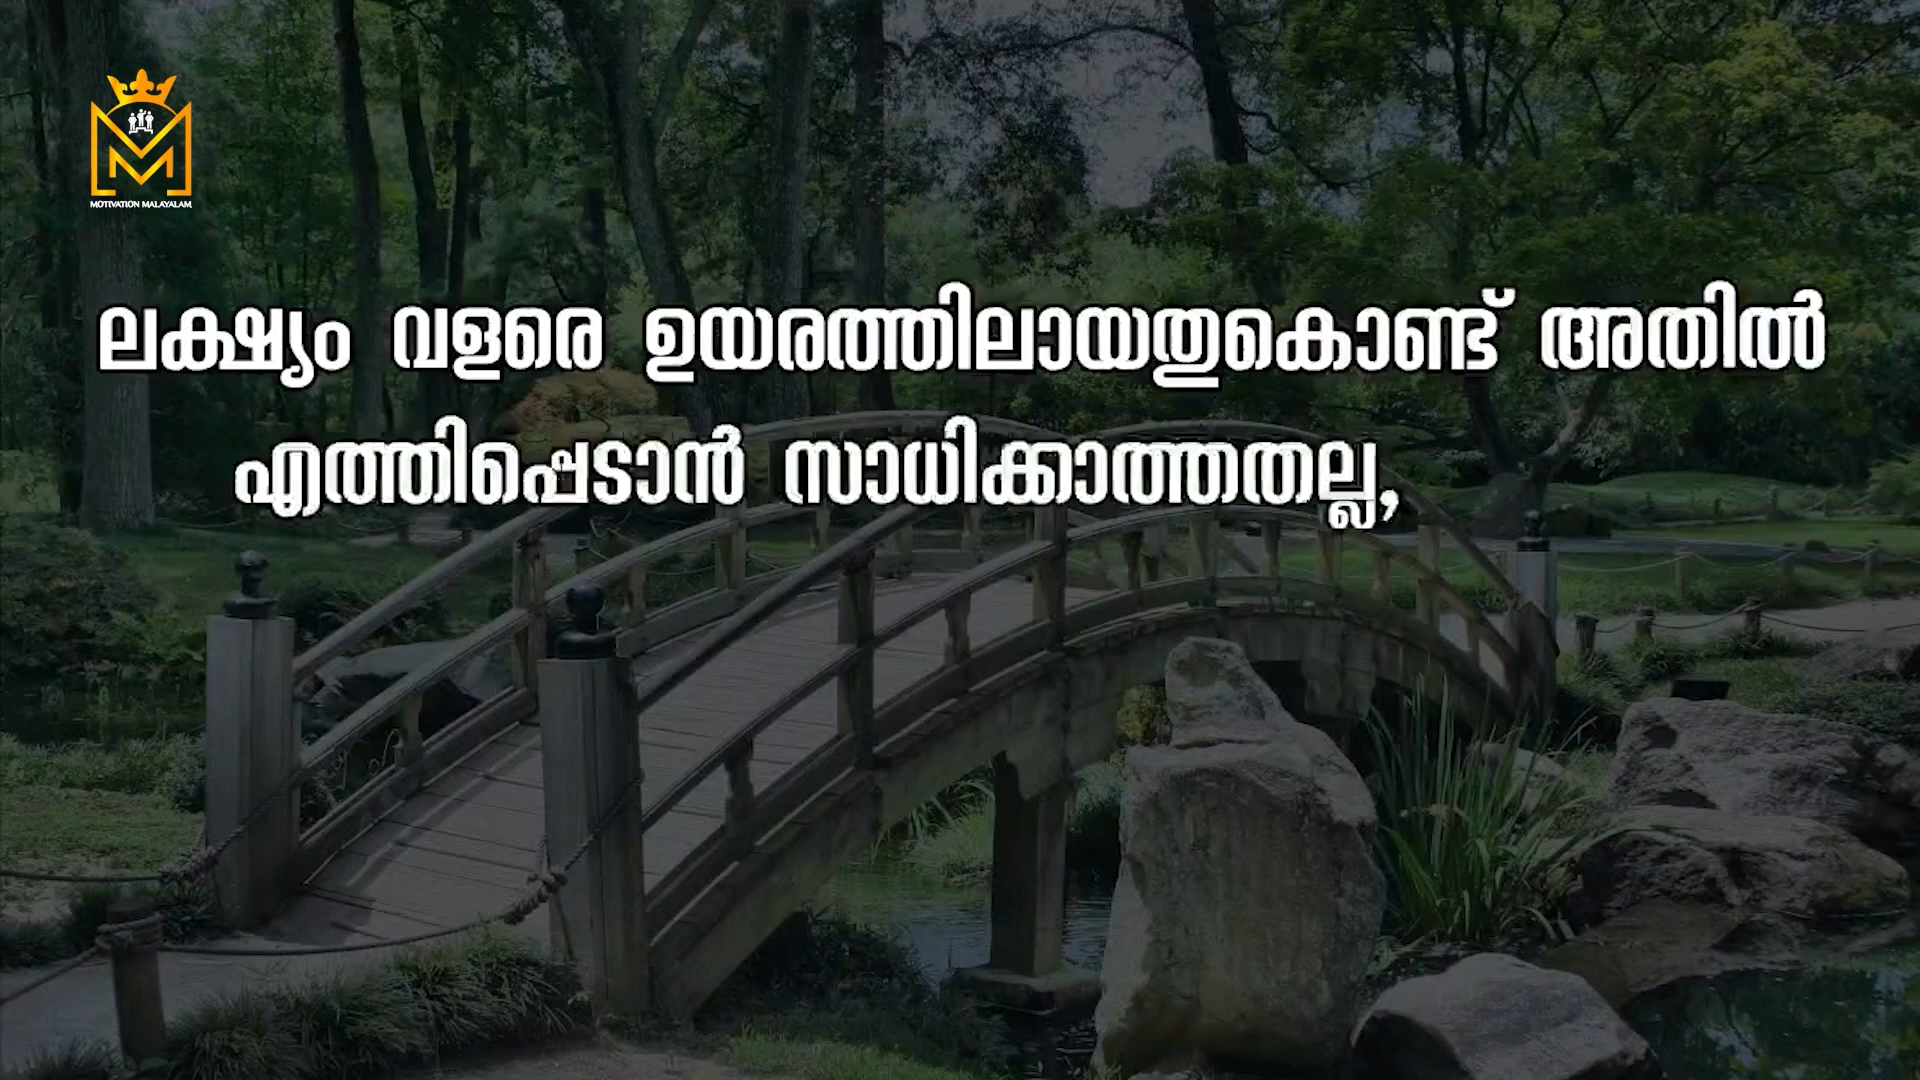 MOTIVATION MALAYALAM
ലക്ഷ്യം വളരെ ഉയരത്തിലായതുകൊണ്ട് അതിൽ
എത്തിപ്പെടാൻ സാധിക്കാത്തതല്ല,